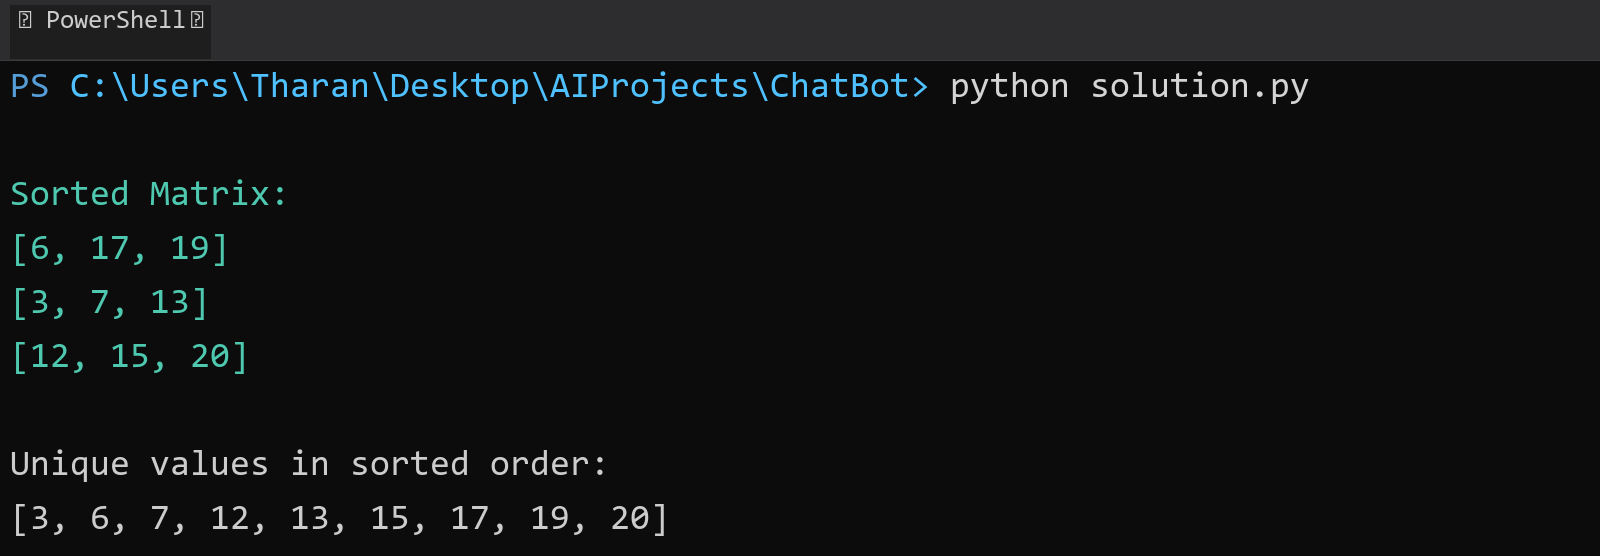 PowerShell
PS C:\Users\Tharan\Desktop\AIProjects\ChatBot> python solution.py
Sorted Matrix:
[6, 17, 19]
[3, 7, 13]
[12, 15, 20]
Unique values in sorted order:
[3, 6, 7, 12, 13, 15, 17, 19, 20]